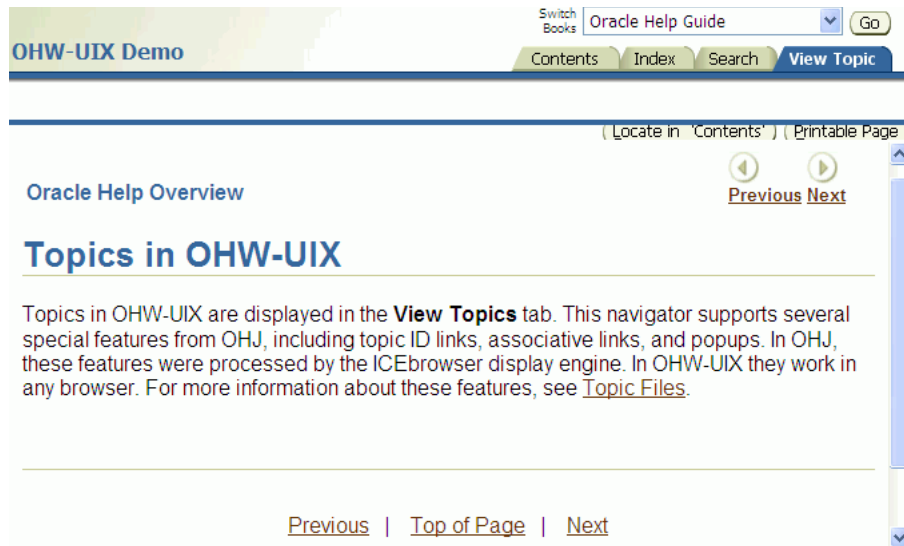 Switch Books Oracle Help Guide Go
OHW-UIX Demo
Contents Index Search View Topic
(Locate in 'Contents') (Printable Page
Previous Next
Oracle Help Overview
Topics in OHW-UIX
Topics in OHW-UIX are displayed in the View Topics tab. This navigator supports several
special features from OHJ, including topic ID links, associative links, and popups. In OHJ,
these features were processed by the ICEbrowser display engine. In OHW-UIX they work in
any browser. For more information about these features, see Topic Files.
Previous | Top of Page | Next